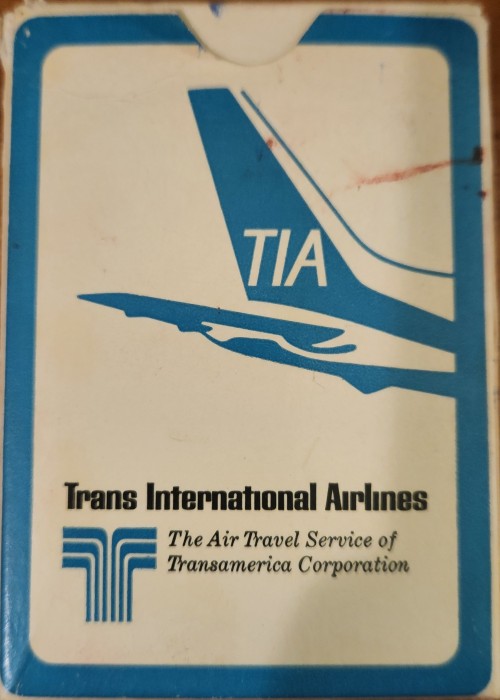 TIA
Trans International Airlines
The Air Travel Service of
Transamerica Corporation